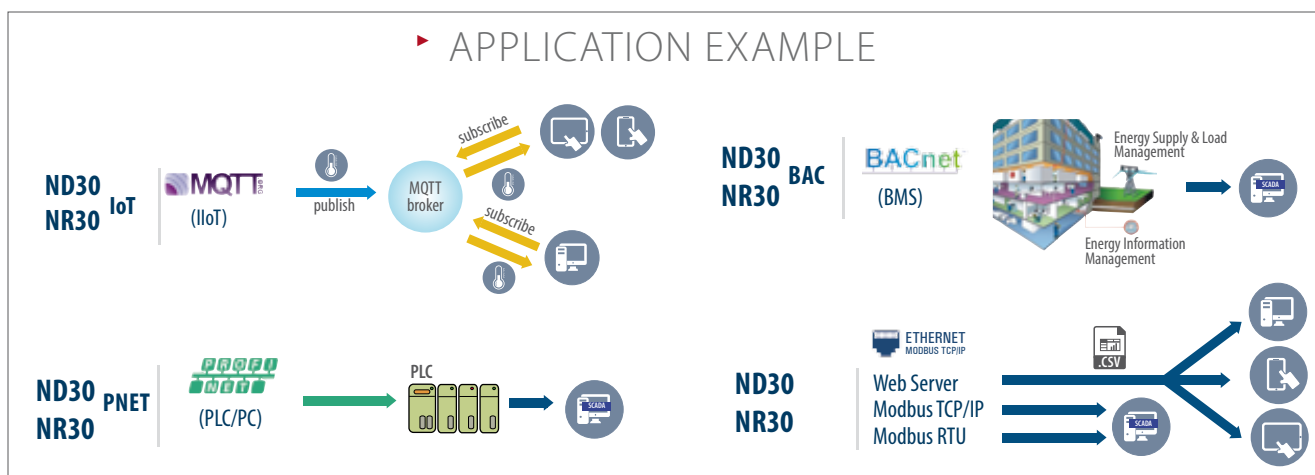 APPLICATION EXAMPLE
ND30
NR30
IoT
MQTT
.ORG
(IIoT)
publish
MQTT
broker
subscribe
subscribe
ND30
NR30
BAC
BACnet
(BMS)
Energy Supply & Load
Management
Energy Information
Management
SCADA
ND30
NR30
PNET
PROFI
NET
(PLC/PC)
PLC
SCADA
ND30
NR30
ETHERNET
MODBUS TCP/IP
Web Server
Modbus TCP/IP
Modbus RTU
.CSV
SCADA